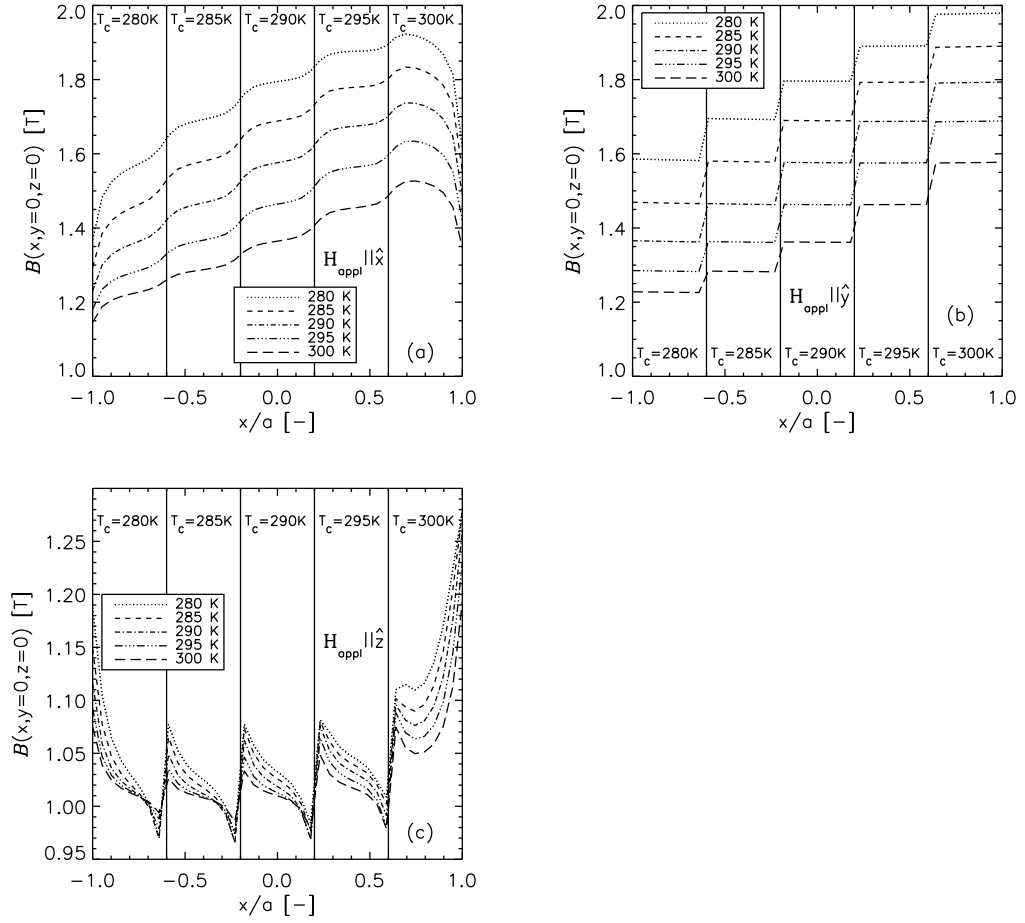 T_c=280K T_c=285K T_c=290K T_c=295K T_c=300K
2.0
1.8
1.6
1.4
1.2
1.0
B(x,y=0,z=0) [T]
H_appl||x̂
280 K
285 K
290 K
295 K
300 K
(a)
-1.0 -0.5 0.0 0.5 1.0
x/a [-]
280 K
285 K
290 K
295 K
300 K
2.0
1.8
1.6
1.4
1.2
1.0
B(x,y=0,z=0) [T]
H_appl||ŷ
(b)
T_c=280K T_c=285K T_c=290K T_c=295K T_c=300K
-1.0 -0.5 0.0 0.5 1.0
x/a [-]
T_c=280K T_c=285K T_c=290K T_c=295K T_c=300K
1.25
1.20
1.15
1.10
1.05
1.00
0.95
B(x,y=0,z=0) [T]
280 K
285 K
290 K
295 K
300 K
H_appl||ẑ
(c)
-1.0 -0.5 0.0 0.5 1.0
x/a [-]